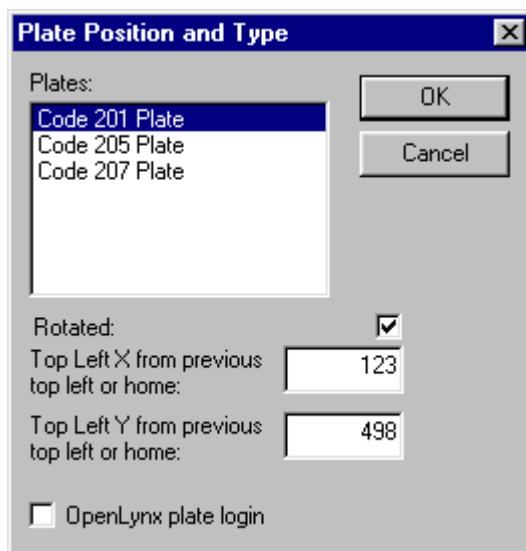 Plate Position and Type
Plates:
OK
Code 201 Plate
Code 205 Plate
Code 207 Plate
Cancel
Rotated:
Top Left X from previous
top left or home:
123
Top Left Y from previous
top left or home:
498
OpenLynx plate login